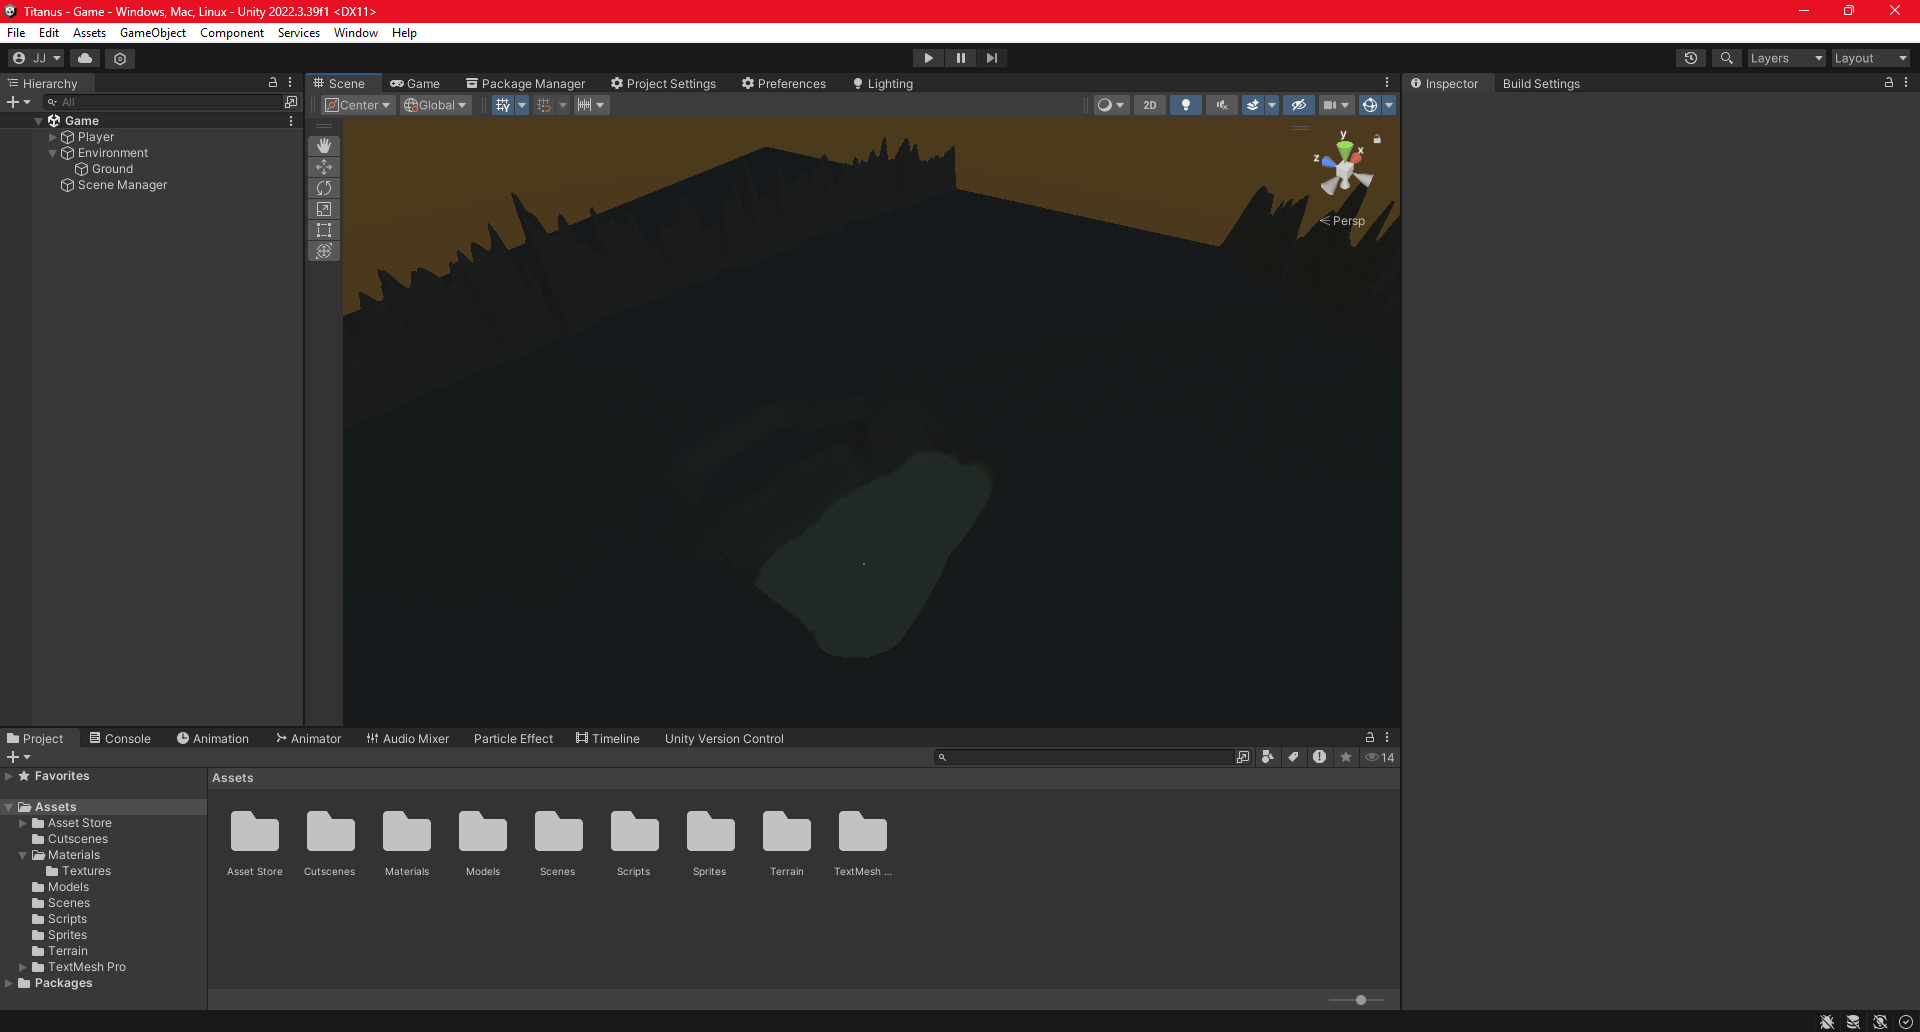 Titanus - Game - Windows, Mac, Linux - Unity 2022.3.39f1 <DX11>
File Edit Assets GameObject Component Services Window Help
JJ Layers Layout
Hierarchy
All
Game
Player
Environment
Ground
Scene Manager
Scene Game Package Manager Project Settings Preferences Lighting
Center Global 2D
y
x
z
Persp
Inspector Build Settings
Project Console Animation Animator Audio Mixer Particle Effect Timeline Unity Version Control
14
Favorites
Assets
Asset Store
Cutscenes
Materials
Textures
Models
Scenes
Scripts
Sprites
Terrain
TextMesh Pro
Packages
Assets
Asset Store Cutscenes Materials Models Scenes Scripts Sprites Terrain TextMesh ...